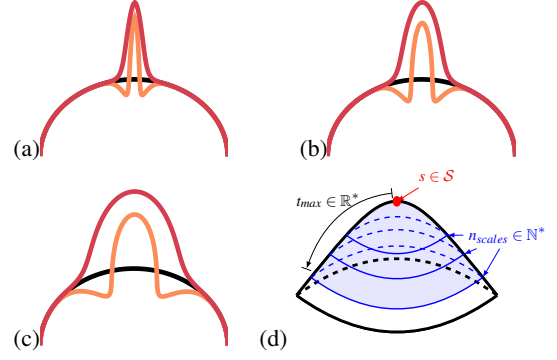 (a)
(b)
s ∈ 𝒮
t_max ∈ ℝ*
n_scales ∈ ℕ*
(c)
(d)